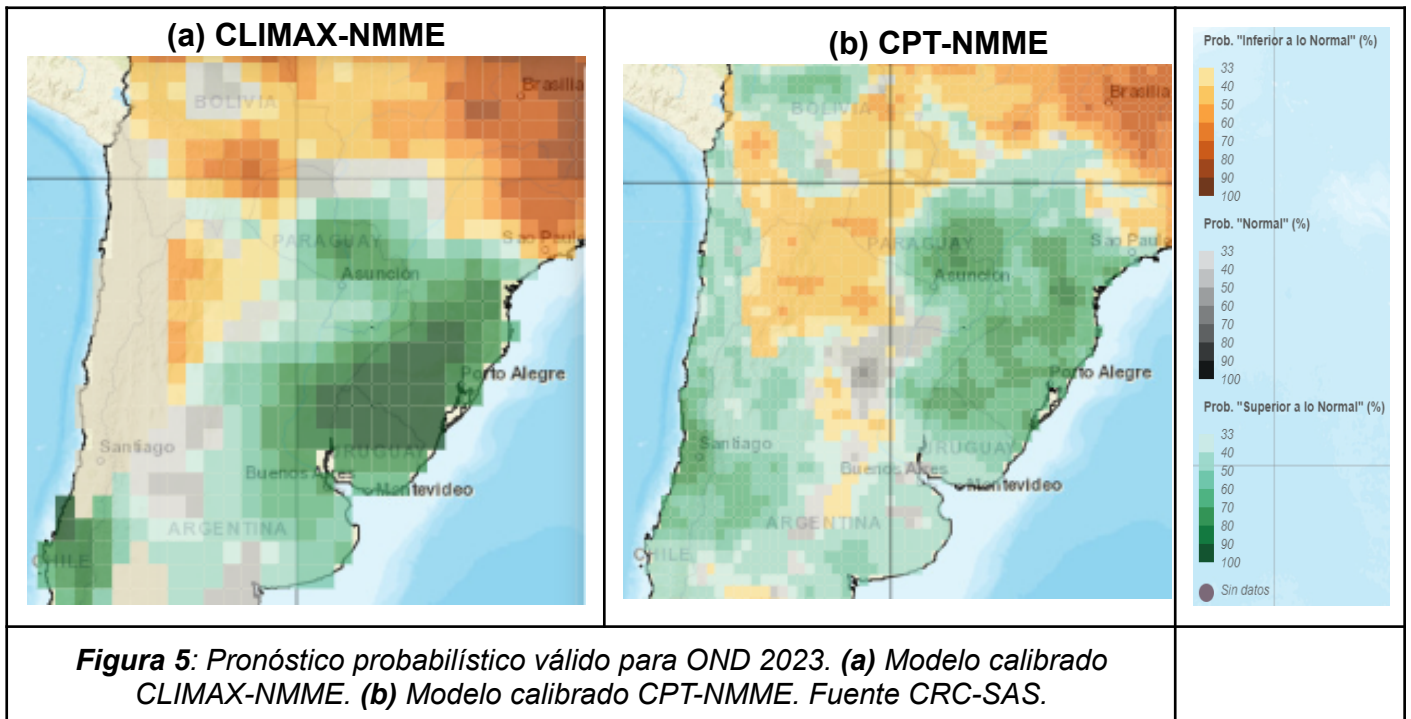 (a) CLIMAX-NMME
BOLIVIA
Brasilia
PARAGUAY
Sao Paulo
Asunción
Porto Alegre
Santiago
URUGUAY
Buenos Aires
Montevideo
ARGENTINA
CHILE
(b) CPT-NMME
BOLIVIA
Brasilia
PARAGUAY
Sao Paulo
Asunción
Porto Alegre
Santiago
URUGUAY
Buenos Aires
Montevideo
ARGENTINA
CHILE
Prob. "Inferior a lo Normal" (%)
33
40
50
60
70
80
90
100
Prob. "Normal" (%)
33
40
50
60
70
80
90
100
Prob. "Superior a lo Normal" (%)
33
40
50
60
70
80
90
100
Sin datos
Figura 5: Pronóstico probabilístico válido para OND 2023. (a) Modelo calibrado
CLIMAX-NMME. (b) Modelo calibrado CPT-NMME. Fuente CRC-SAS.